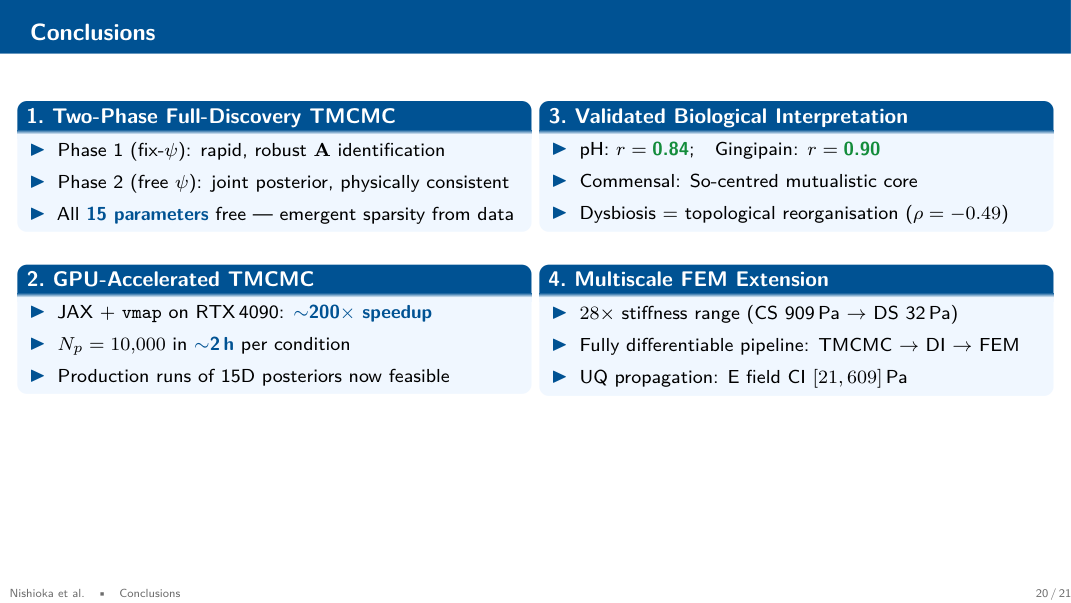 Conclusions
1. Two-Phase Full-Discovery TMCMC
▶ Phase 1 (fix-ψ): rapid, robust A identification
▶ Phase 2 (free ψ): joint posterior, physically consistent
▶ All 15 parameters free — emergent sparsity from data
2. GPU-Accelerated TMCMC
▶ JAX + vmap on RTX 4090: ~200× speedup
▶ Nₚ = 10,000 in ~2 h per condition
▶ Production runs of 15D posteriors now feasible
3. Validated Biological Interpretation
▶ pH: r = 0.84; Gingipain: r = 0.90
▶ Commensal: So-centred mutualistic core
▶ Dysbiosis = topological reorganisation (ρ = −0.49)
4. Multiscale FEM Extension
▶ 28× stiffness range (CS 909 Pa → DS 32 Pa)
▶ Fully differentiable pipeline: TMCMC → DI → FEM
▶ UQ propagation: E field CI [21, 609] Pa
Nishioka et al. ▪ Conclusions
20 / 21